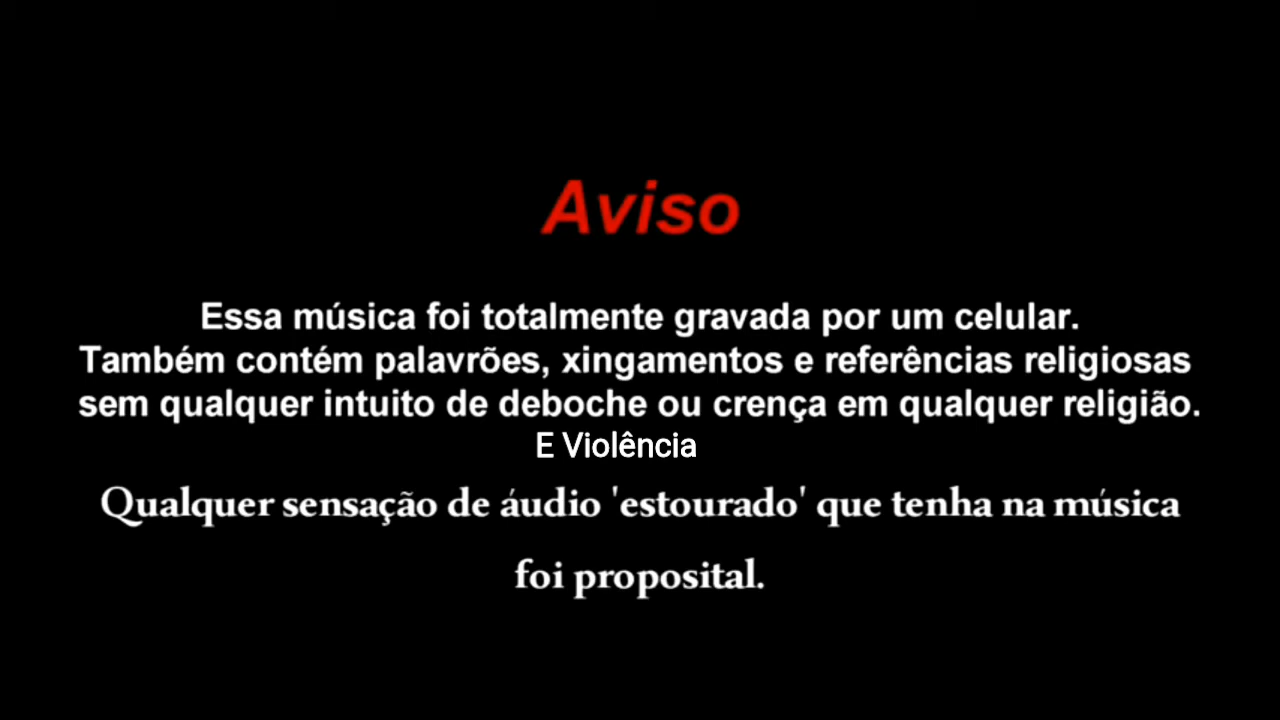 Aviso
Essa música foi totalmente gravada por um celular.
Também contém palavrões, xingamentos e referências religiosas
sem qualquer intuito de deboche ou crença em qualquer religião.
E Violência
Qualquer sensação de áudio 'estourado' que tenha na música
foi proposital.